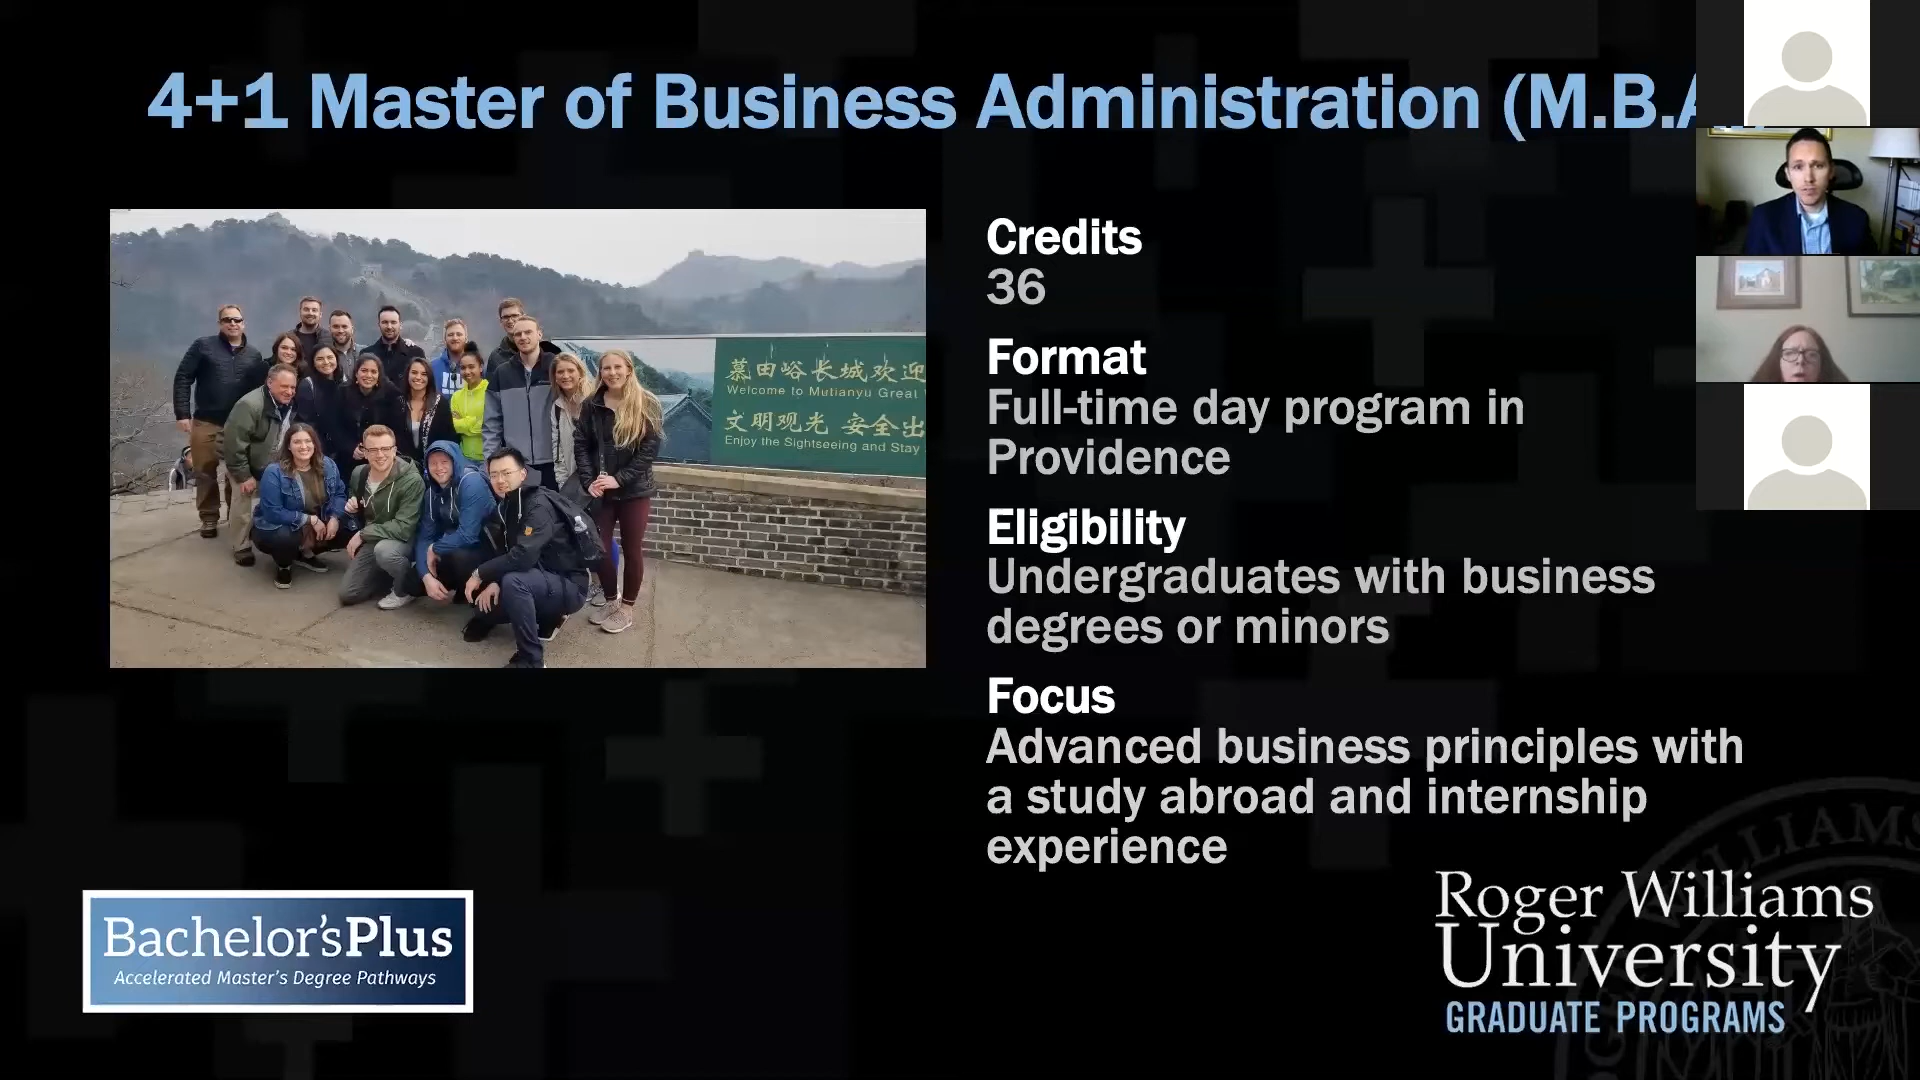 4+1 Master of Business Administration (M.B.A.)
慕田峪长城欢迎
Welcome to Mutianyu Great
文明观光 安全出
Enjoy the Sightseeing and Stay
Credits
36
Format
Full-time day program in
Providence
Eligibility
Undergraduates with business
degrees or minors
Focus
Advanced business principles with
a study abroad and internship
experience
Bachelor'sPlus
Accelerated Master's Degree Pathways
Roger Williams
University
GRADUATE PROGRAMS
WILLIAMS